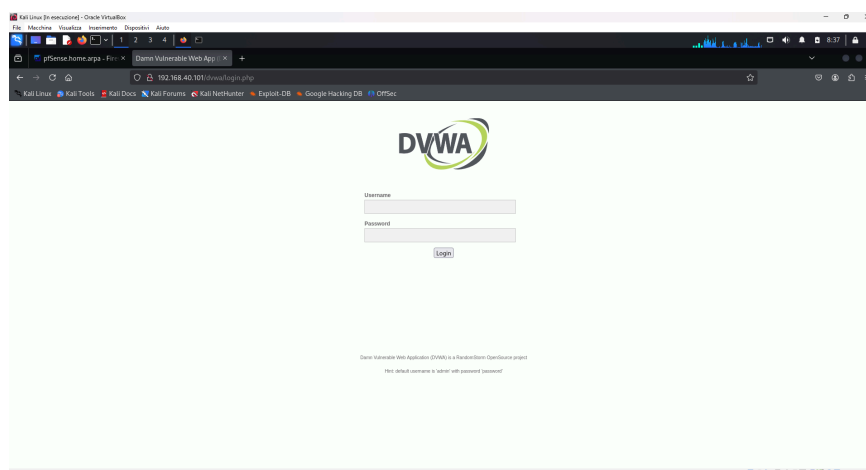 Kali Linux [In esecuzione] - Oracle VirtualBox
File Macchina Visualizza Inserimento Dispositivi Aiuto
1 2 3 4
8:37
pfSense.home.arpa - Fire
Damn Vulnerable Web App (
192.168.40.101/dvwa/login.php
Kali Linux Kali Tools Kali Docs Kali Forums Kali NetHunter Exploit-DB Google Hacking DB OffSec
DVWA
Username
Password
Login
Damn Vulnerable Web Application (DVWA) is a RandomStorm OpenSource project
Hint: default username is 'admin' with password 'password'